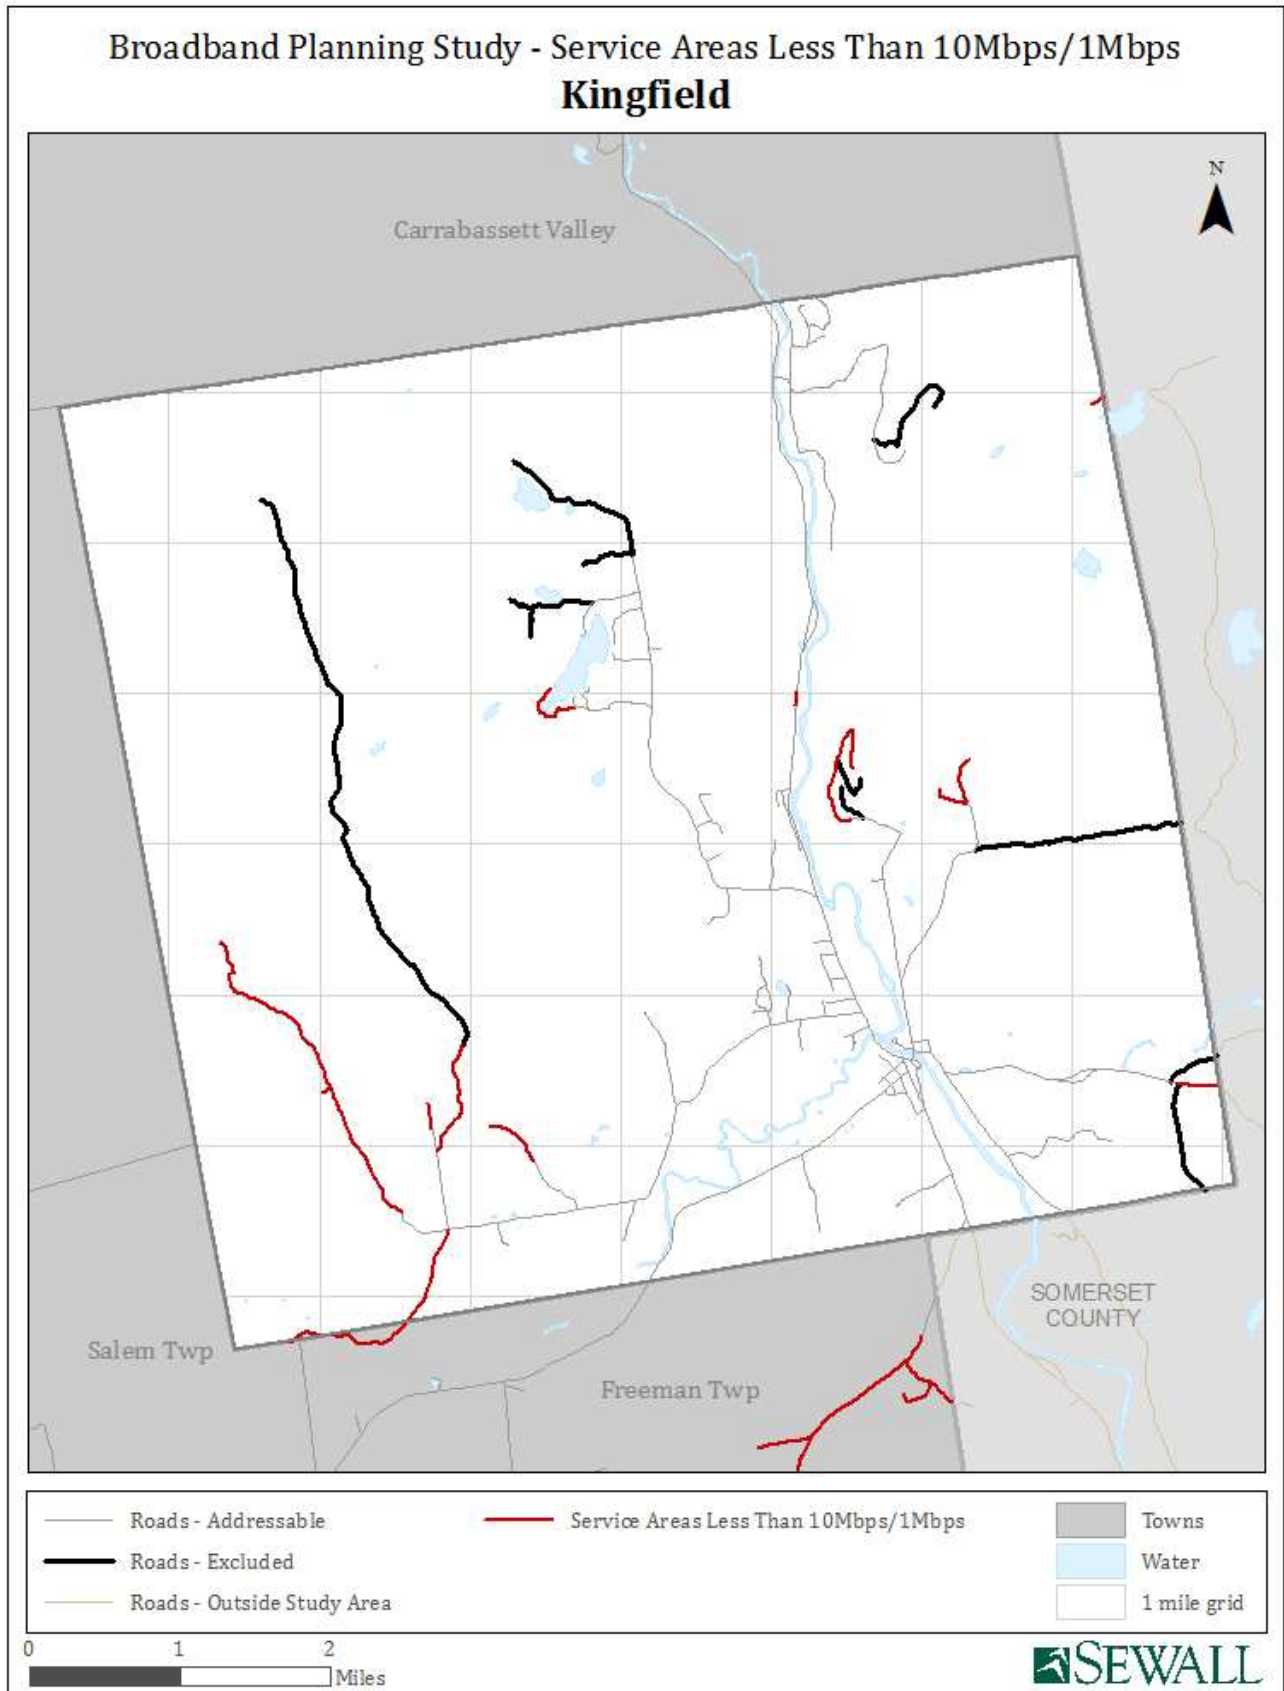 Broadband Planning Study - Service Areas Less Than 10Mbps/1Mbps
Kingfield
N
Carrabassett Valley
SOMERSET
COUNTY
Salem Twp
Freeman Twp
Roads - Addressable
Service Areas Less Than 10Mbps/1Mbps
Towns
Roads - Excluded
Water
Roads - Outside Study Area
1 mile grid
0 1 2
Miles
SEWALL